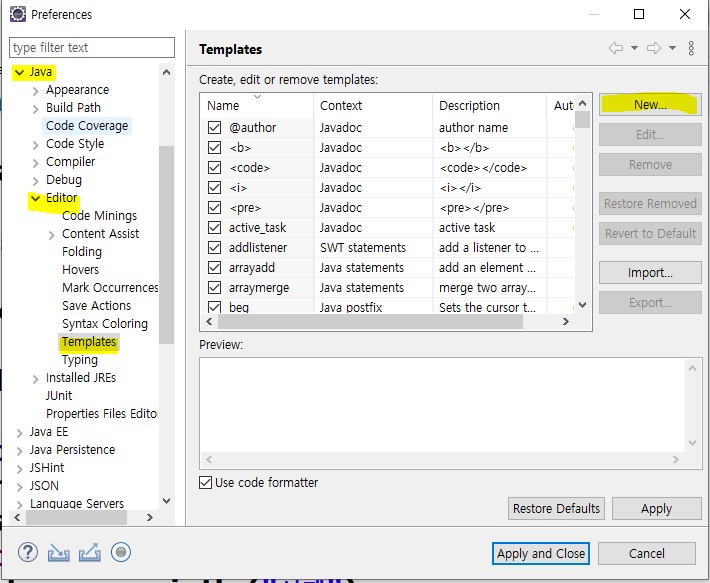 Preferences
type filter text
Java
Appearance
Build Path
Code Coverage
Code Style
Compiler
Debug
Editor
Code Minings
Content Assist
Folding
Hovers
Mark Occurrences
Save Actions
Syntax Coloring
Templates
Typing
Installed JREs
JUnit
Properties Files Edito
Java EE
Java Persistence
JSHint
JSON
Language Servers
Templates
Create, edit or remove templates:
Name Context Description Aut
@author Javadoc author name
<b> Javadoc <b></b>
<code> Javadoc <code></code>
<i> Javadoc <i></i>
<pre> Javadoc <pre></pre>
active_task Javadoc active task
addlistener SWT statements add a listener to ...
arrayadd Java statements add an element ...
arraymerge Java statements merge two array...
beg Java postfix Sets the cursor t...
New...
Edit...
Remove
Restore Removed
Revert to Default
Import...
Export...
Preview:
Use code formatter
Restore Defaults Apply
Apply and Close Cancel